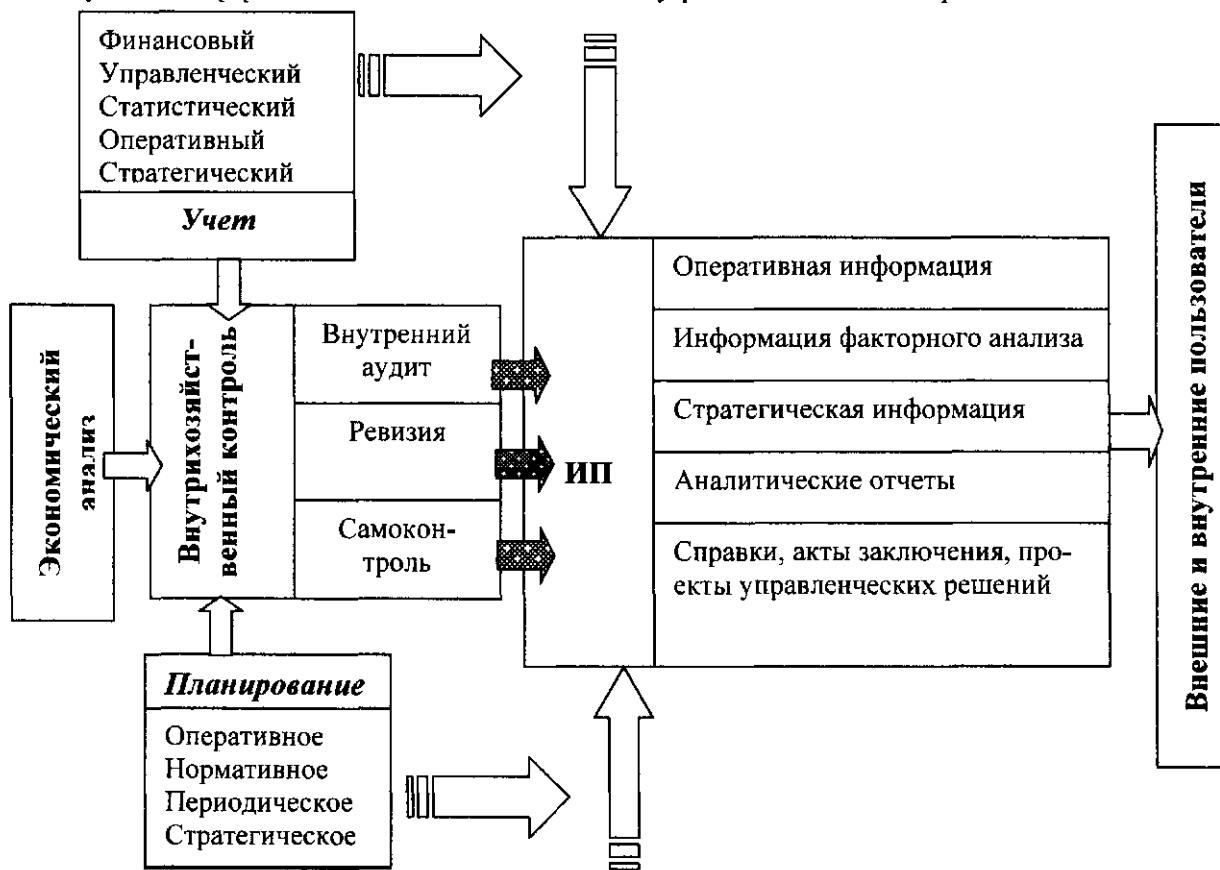 Финансовый
Управленческий
Статистический
Оперативный
Стратегический
Учет
Экономический
анализ
Внутрихозяйст-
венный контроль
Внутренний
аудит
Ревизия
Самокон-
троль
Планирование
Оперативное
Нормативное
Периодическое
Стратегическое
ИП
Оперативная информация
Информация факторного анализа
Стратегическая информация
Аналитические отчеты
Справки, акты заключения, про-
екты управленческих решений
Внешние и внутренние пользователи